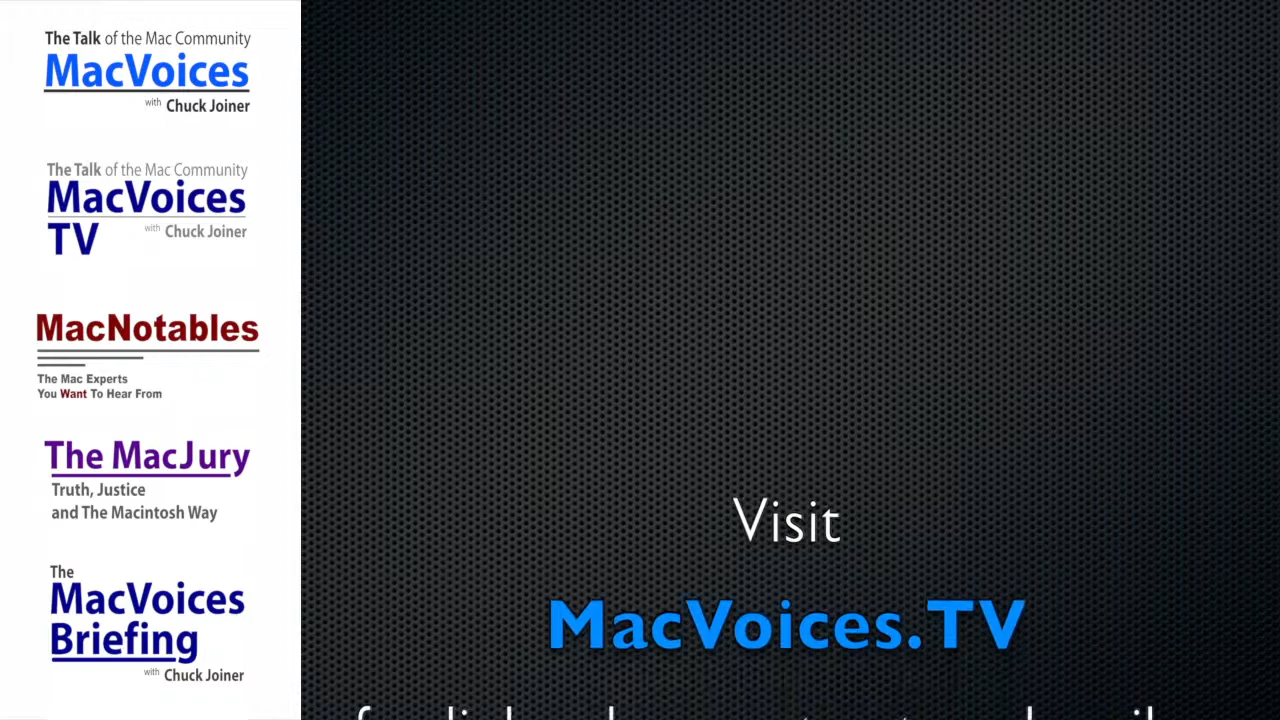 The Talk of the Mac Community
MacVoices
with Chuck Joiner
The Talk of the Mac Community
MacVoices
TV
with Chuck Joiner
MacNotables
The Mac Experts
You Want To Hear From
The MacJury
Truth, Justice
and The Macintosh Way
The
MacVoices
Briefing
with Chuck Joiner
Visit
MacVoices.TV